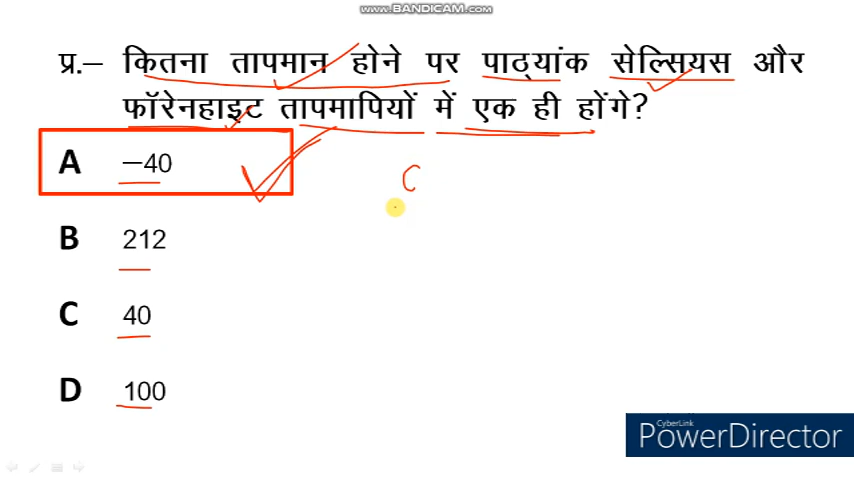 www.BANDICAM.com
प्र.– कितना तापमान होने पर पाठ्यांक सेल्सियस और
फॉरेनहाइट तापमापियों में एक ही होंगे?
A –40
C
B 212
C 40
D 100
CyberLink
PowerDirector